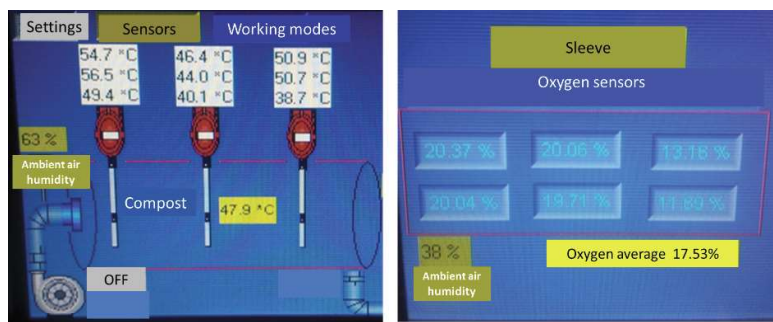 Settings
Sensors
Working modes
54.7 °C
56.5 °C
49.4 °C
46.4 °C
44.0 °C
40.1 °C
50.9 °C
50.7 °C
38.7 °C
63 %
Ambient air
humidity
Compost
47.9 °C
OFF
Sleeve
Oxygen sensors
20.37 %
20.06 %
13.16 %
20.04 %
19.71 %
11.89 %
38 %
Ambient air
humidity
Oxygen average 17.53%